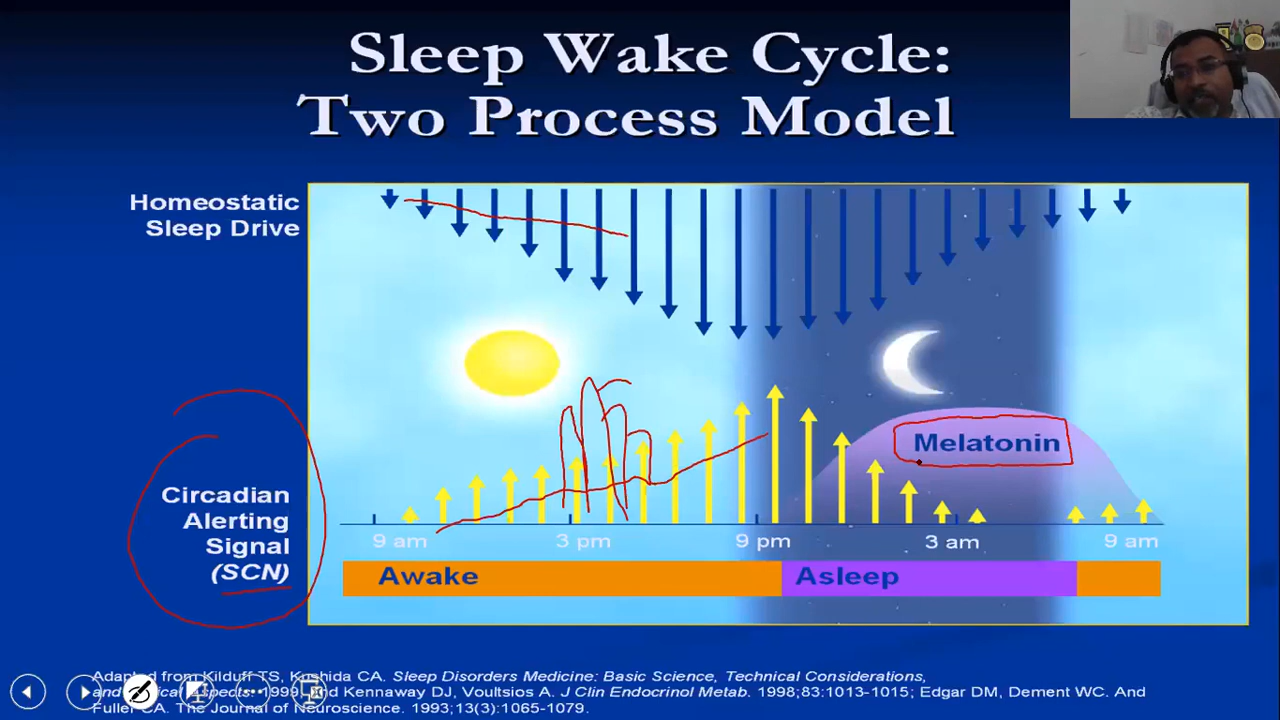 Sleep Wake Cycle:
Two Process Model
Homeostatic
Sleep Drive
Melatonin
Circadian
Alerting
Signal
(SCN)
9 am 3 pm 9 pm 3 am 9 am
Awake Asleep
Adapted from Kilduff TS, Kushida CA. Sleep Disorders Medicine: Basic Science, Technical Considerations,
and Clinical Aspects. 1999; and Kennaway DJ, Voultsios A. J Clin Endocrinol Metab. 1998;83:1013-1015; Edgar DM, Dement WC. And
Fuller CA. The Journal of Neuroscience. 1993;13(3):1065-1079.